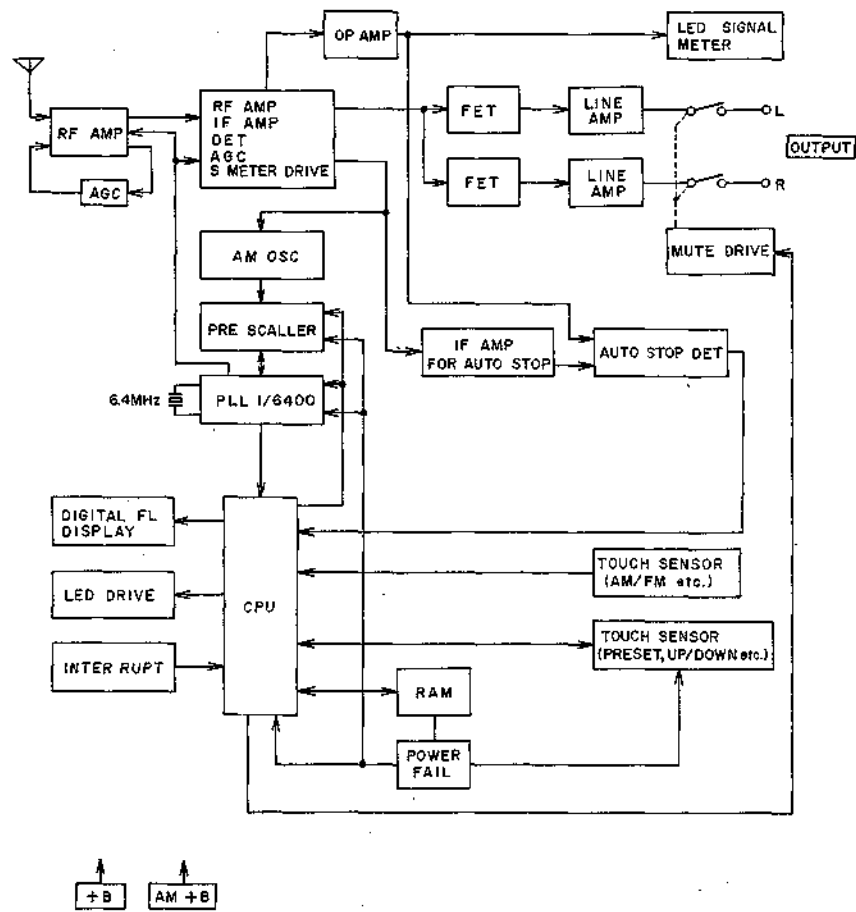 OP AMP
LED SIGNAL
METER
RF AMP
RF AMP
IF AMP
DET
AGC
S METER DRIVE
FET
LINE
AMP
L
OUTPUT
AGC
FET
LINE
AMP
R
AM OSC
MUTE DRIVE
PRE SCALLER
IF AMP
FOR AUTO STOP
AUTO STOP DET
6.4MHz
PLL 1/6400
DIGITAL FL
DISPLAY
CPU
TOUCH SENSOR
(AM/FM etc.)
LED DRIVE
TOUCH SENSOR
(PRESET, UP/DOWN etc.)
INTER RUPT
RAM
POWER
FAIL
+B
AM +B